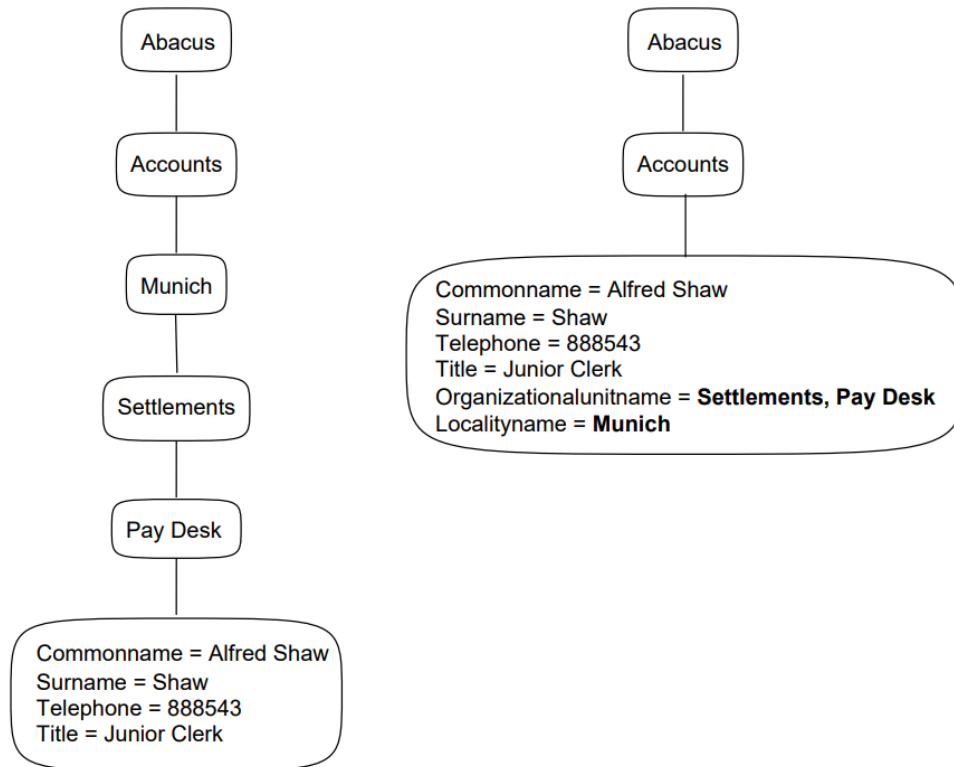 Abacus
Accounts
Munich
Settlements
Pay Desk
Commonname = Alfred Shaw
Surname = Shaw
Telephone = 888543
Title = Junior Clerk
Abacus
Accounts
Commonname = Alfred Shaw
Surname = Shaw
Telephone = 888543
Title = Junior Clerk
Organizationalunitname = Settlements, Pay Desk
Localityname = Munich